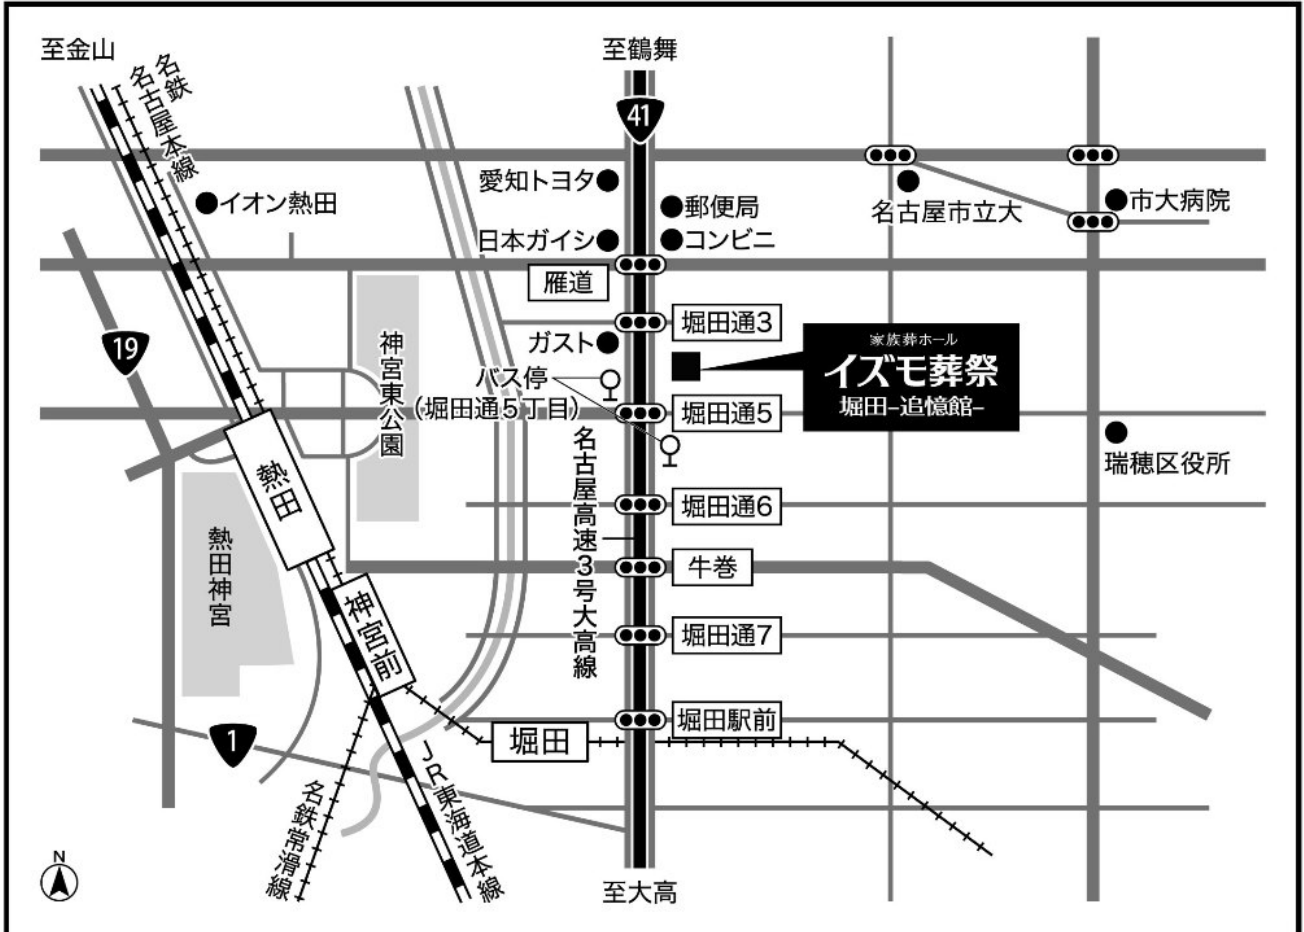 至金山
至鶴舞
名鉄
名古屋本線
41
愛知トヨタ
郵便局
名古屋市立大
市大病院
イオン熱田
日本ガイシ
コンビニ
雁道
堀田通3
19
ガスト
家族葬ホール
イズモ葬祭
堀田–追憶館–
神宮東公園
バス停
（堀田通5丁目）
堀田通5
瑞穂区役所
熱田
名古屋高速3号大高線
堀田通6
熱田神宮
牛巻
神宮前
堀田通7
堀田駅前
1
堀田
JR東海道本線
名鉄常滑線
N
至大高